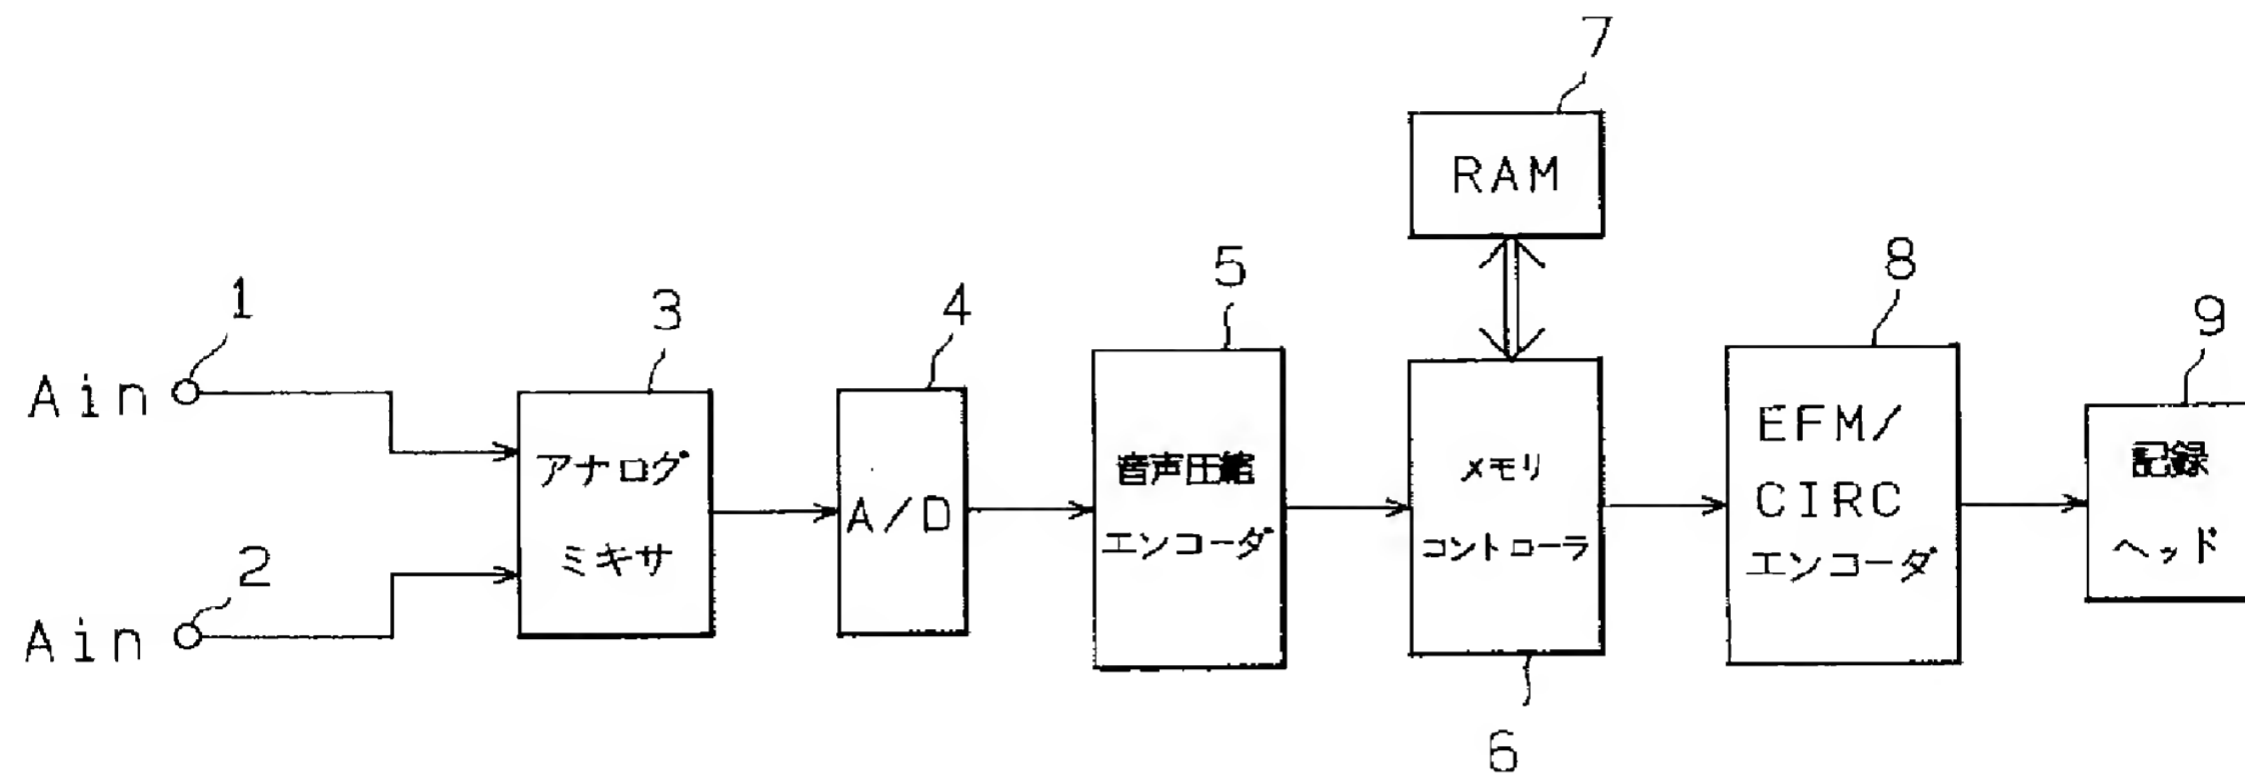 7
RAM
1
3
4
5
8
9
Ain
アナログ
ミキサ
A/D
音声圧縮
エンコーダ
メモリ
コントローラ
EFM/
CIRC
エンコーダ
記録
ヘッド
2
Ain
6